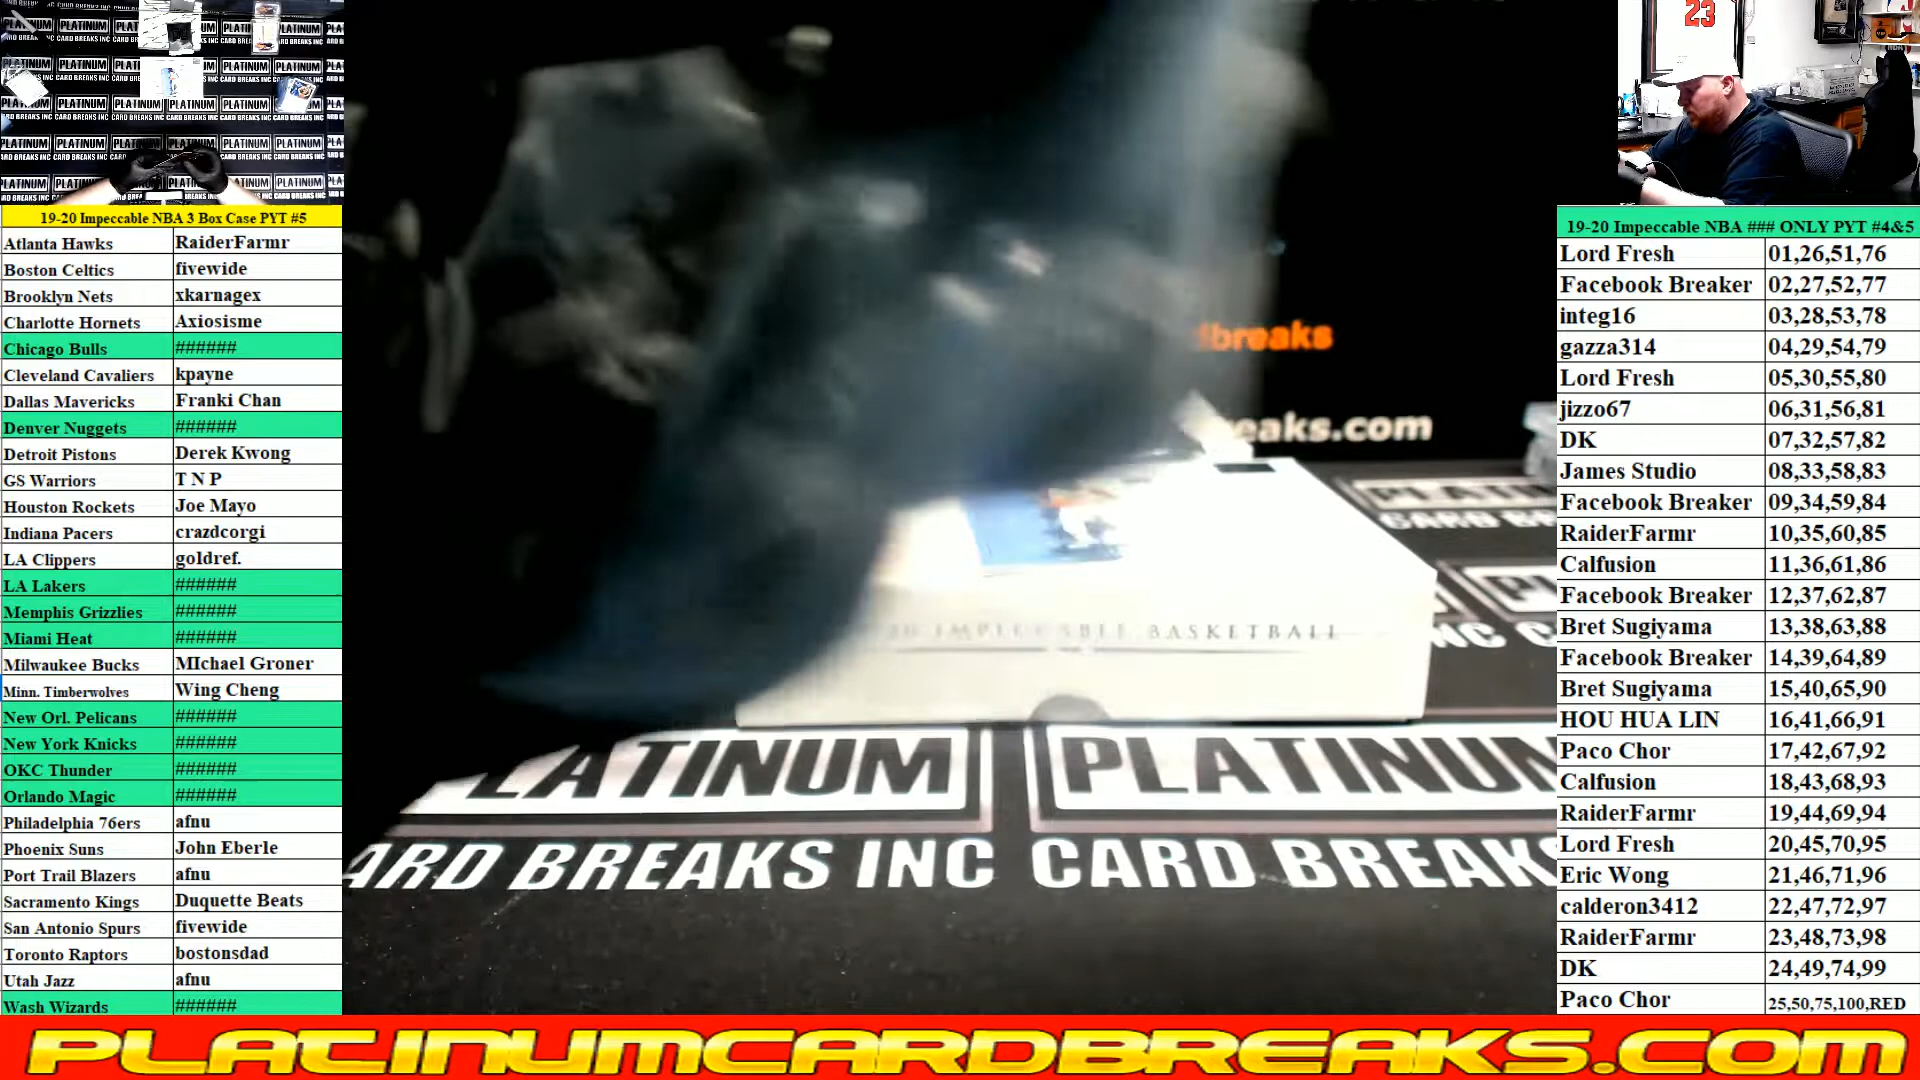 19-20 Impeccable NBA 3 Box Case PYT #5
Atlanta Hawks RaiderFarmr
Boston Celtics fivewide
Brooklyn Nets xkarnagex
Charlotte Hornets Axiosisme
Chicago Bulls ######
Cleveland Cavaliers kpayne
Dallas Mavericks Franki Chan
Denver Nuggets ######
Detroit Pistons Derek Kwong
GS Warriors T N P
Houston Rockets Joe Mayo
Indiana Pacers crazdcorgi
LA Clippers goldref.
LA Lakers ######
Memphis Grizzlies ######
Miami Heat ######
Milwaukee Bucks MIchael Groner
Minn. Timberwolves Wing Cheng
New Orl. Pelicans ######
New York Knicks ######
OKC Thunder ######
Orlando Magic ######
Philadelphia 76ers afnu
Phoenix Suns John Eberle
Port Trail Blazers afnu
Sacramento Kings Duquette Beats
San Antonio Spurs fivewide
Toronto Raptors bostonsdad
Utah Jazz afnu
Wash Wizards ######
breaks
eaks.com
IMPECCABLE BASKETBALL
PLATINUM PLATINUM
CARD BREAKS INC CARD BREAKS
23
19-20 Impeccable NBA ### ONLY PYT #4&5
Lord Fresh 01,26,51,76
Facebook Breaker 02,27,52,77
integ16 03,28,53,78
gazza314 04,29,54,79
Lord Fresh 05,30,55,80
jizzo67 06,31,56,81
DK 07,32,57,82
James Studio 08,33,58,83
Facebook Breaker 09,34,59,84
RaiderFarmr 10,35,60,85
Calfusion 11,36,61,86
Facebook Breaker 12,37,62,87
Bret Sugiyama 13,38,63,88
Facebook Breaker 14,39,64,89
Bret Sugiyama 15,40,65,90
HOU HUA LIN 16,41,66,91
Paco Chor 17,42,67,92
Calfusion 18,43,68,93
RaiderFarmr 19,44,69,94
Lord Fresh 20,45,70,95
Eric Wong 21,46,71,96
calderon3412 22,47,72,97
RaiderFarmr 23,48,73,98
DK 24,49,74,99
Paco Chor 25,50,75,100,RED
PLATINUMCARDBREAKS.COM